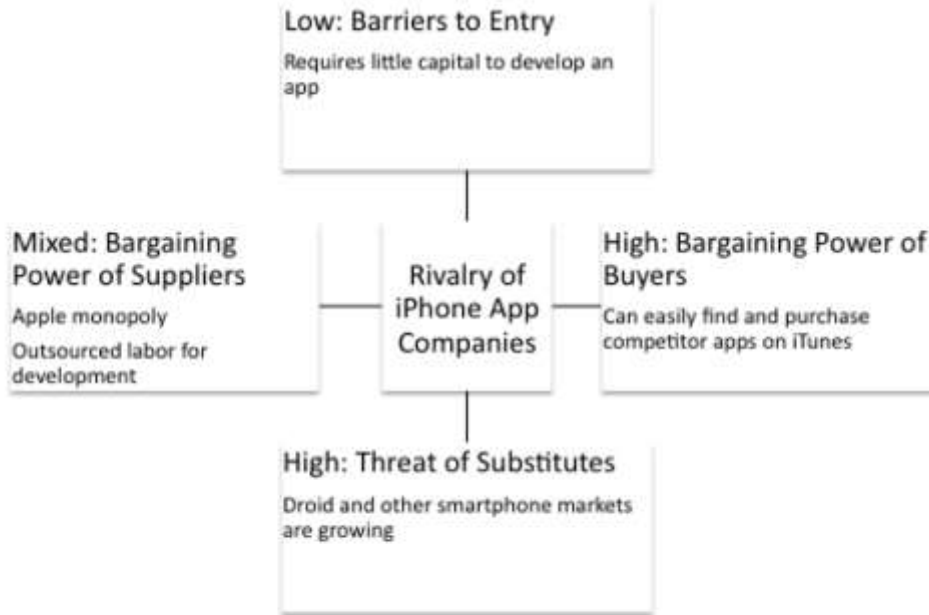 Low: Barriers to Entry
Requires little capital to develop an
app
Mixed: Bargaining
Power of Suppliers
Apple monopoly
Outsourced labor for
development
Rivalry of
iPhone App
Companies
High: Bargaining Power of
Buyers
Can easily find and purchase
competitor apps on iTunes
High: Threat of Substitutes
Droid and other smartphone markets
are growing